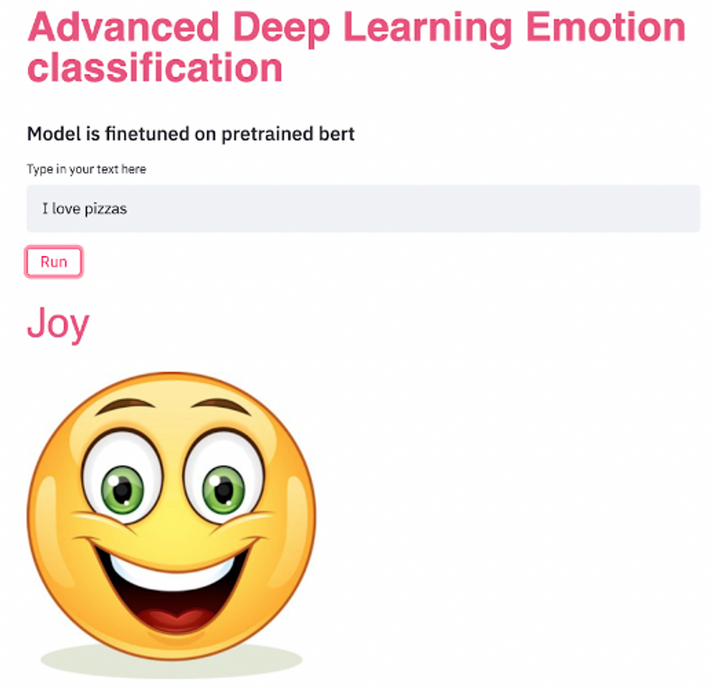 Advanced Deep Learning Emotion
classification
Model is finetuned on pretrained bert
Type in your text here
I love pizzas
Run
Joy